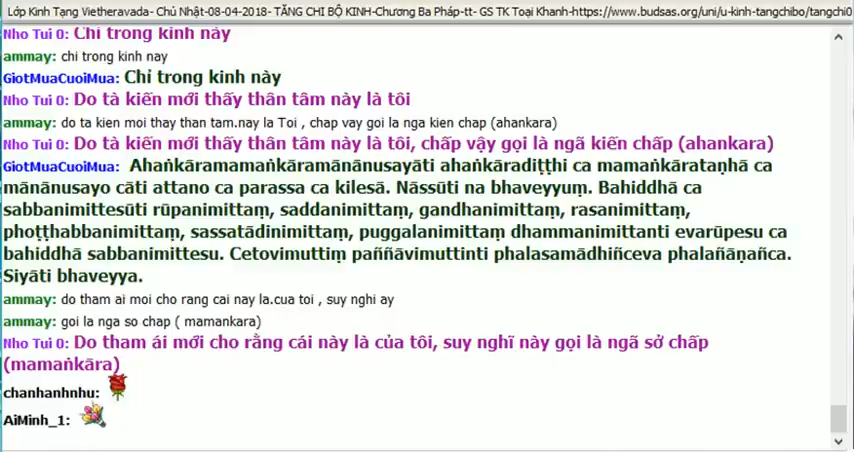 Lớp Kinh Tạng Vietheravada- Chủ Nhật-08-04-2018- TĂNG CHI BỘ KINH-Chương Ba Pháp-tt- GS TK Toại Khanh-https://www.budsas.org/uni/u-kinh-tangchibo/tangchi0
Nho Tui 0: Chỉ trong kinh này
ammay: chi trong kinh nay
GiotMuaCuoiMua: Chỉ trong kinh này
Nho Tui 0: Do tà kiến mới thấy thân tâm này là tôi
ammay: do ta kien moi thay than tam.nay la Toi , chap vay goi la nga kien chap (ahankara)
Nho Tui 0: Do tà kiến mới thấy thân tâm này là tôi, chấp vậy gọi là ngã kiến chấp (ahankara)
GiotMuaCuoiMua: Ahaṅkāramamaṅkāramānānusayāti ahaṅkāradiṭṭhi ca mamaṅkārataṇhā ca
mānānusayo cāti attano ca parassa ca kilesā. Nāssūti na bhaveyyuṃ. Bahiddhā ca
sabbanimittesūti rūpanimittaṃ, saddanimittaṃ, gandhanimittaṃ, rasanimittaṃ,
phoṭṭhabbanimittaṃ, sassatādinimittaṃ, puggalanimittaṃ dhammanimittanti evarūpesu ca
bahiddhā sabbanimittesu. Cetovimuttiṃ paññāvimuttinti phalasamādhiñceva phalañāṇañca.
Siyāti bhaveyya.
ammay: do tham ai moi cho rang cai nay la.cua toi , suy nghi ay
ammay: goi la nga so chap ( mamankara)
Nho Tui 0: Do tham ái mới cho rằng cái này là của tôi, suy nghĩ này gọi là ngã sở chấp
(mamaṅkāra)
chanhanhnhu:
AiMinh_1: